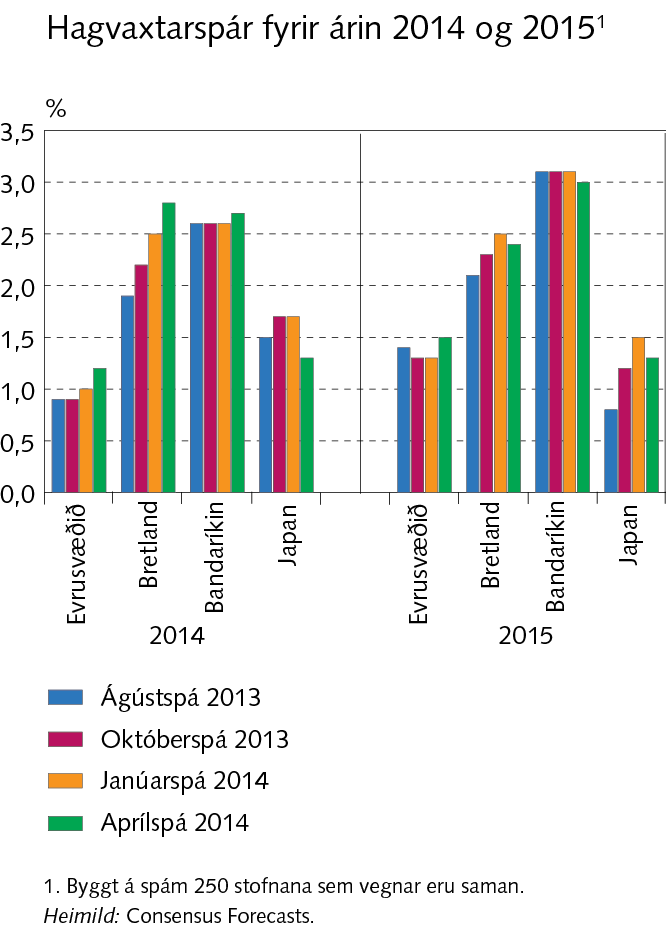 Hagvaxtarspár fyrir árin 2014 og 2015¹
%
3,5
3,0
2,5
2,0
1,5
1,0
0,5
0,0
Evrusvæðið
Bretland
Bandaríkin
Japan
Evrusvæðið
Bretland
Bandaríkin
Japan
2014
2015
Ágústspá 2013
Októberspá 2013
Janúarspá 2014
Aprílspá 2014
1. Byggt á spám 250 stofnana sem vegnar eru saman.
Heimild: Consensus Forecasts.